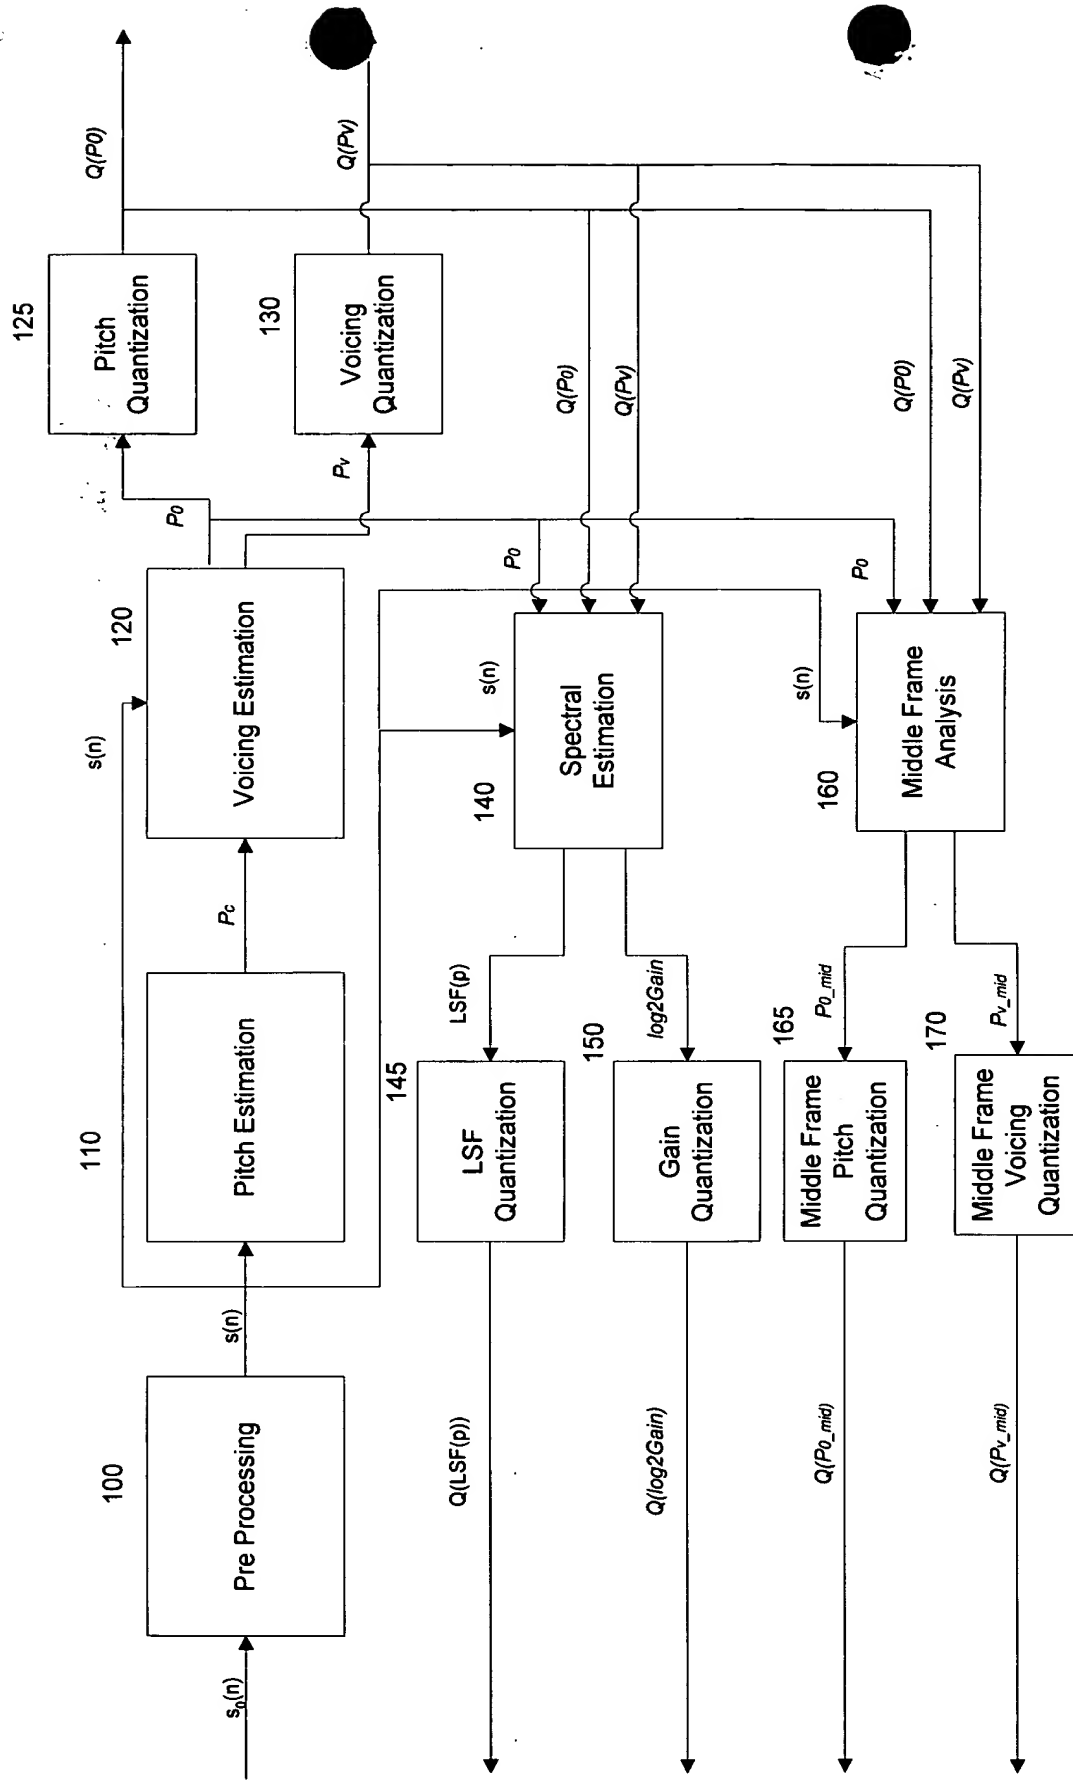 100
Pre Processing
s₀(n)
s(n)
110
Pitch Estimation
Pc
s(n)
120
Voicing Estimation
P0
Pv
125
Pitch
Quantization
Q(P0)
130
Voicing
Quantization
Q(Pv)
145
LSF
Quantization
LSF(p)
Q(LSF(p))
150
Gain
Quantization
log2Gain
Q(log2Gain)
140
Spectral
Estimation
s(n)
P0
Q(P0)
Q(Pv)
165
Middle Frame
Pitch
Quantization
P0_mid
Q(P0_mid)
170
Middle Frame
Voicing
Quantization
Pv_mid
Q(Pv_mid)
160
Middle Frame
Analysis
s(n)
P0
Q(P0)
Q(Pv)